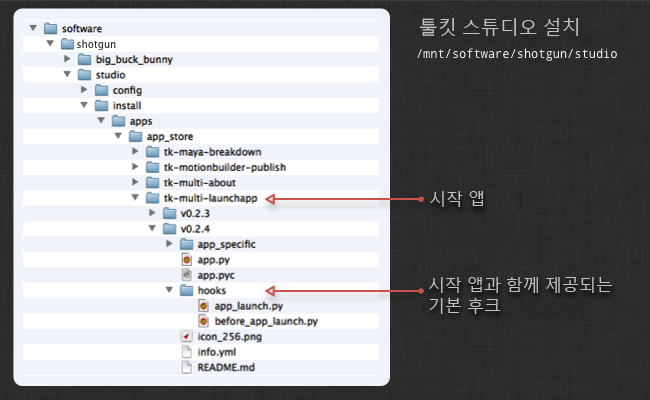 software
shotgun
big_buck_bunny
studio
config
install
apps
app_store
tk-maya-breakdown
tk-motionbuilder-publish
tk-multi-about
tk-multi-launchapp
v0.2.3
v0.2.4
app_specific
app.py
app.pyc
hooks
app_launch.py
before_app_launch.py
icon_256.png
info.yml
README.md
툴킷 스튜디오 설치
/mnt/software/shotgun/studio
시작 앱
시작 앱과 함께 제공되는
기본 후크